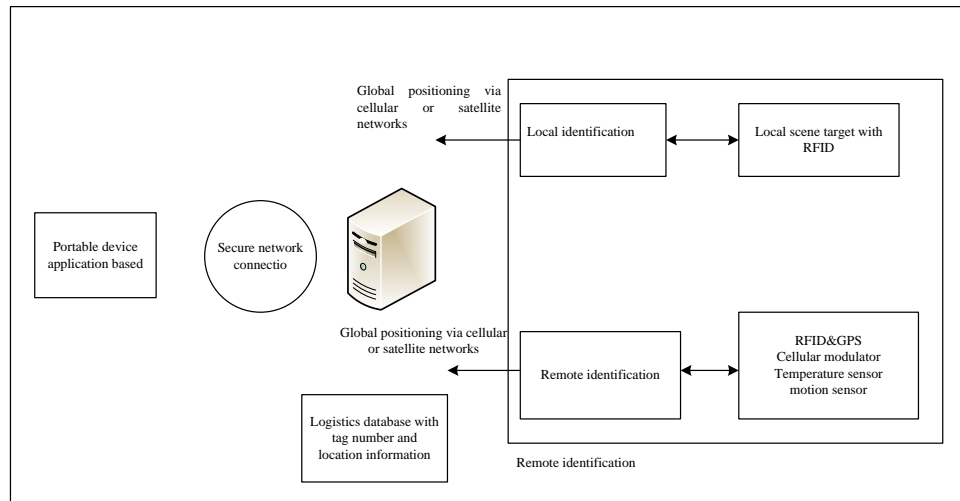 Global positioning via
cellular or satellite
networks
Local identification
Local scene target with
RFID
Portable device
application based
Secure network
connectio
Global positioning via cellular
or satellite networks
Remote identification
RFID&GPS
Cellular modulator
Temperature sensor
motion sensor
Logistics database with
tag number and
location information
Remote identification